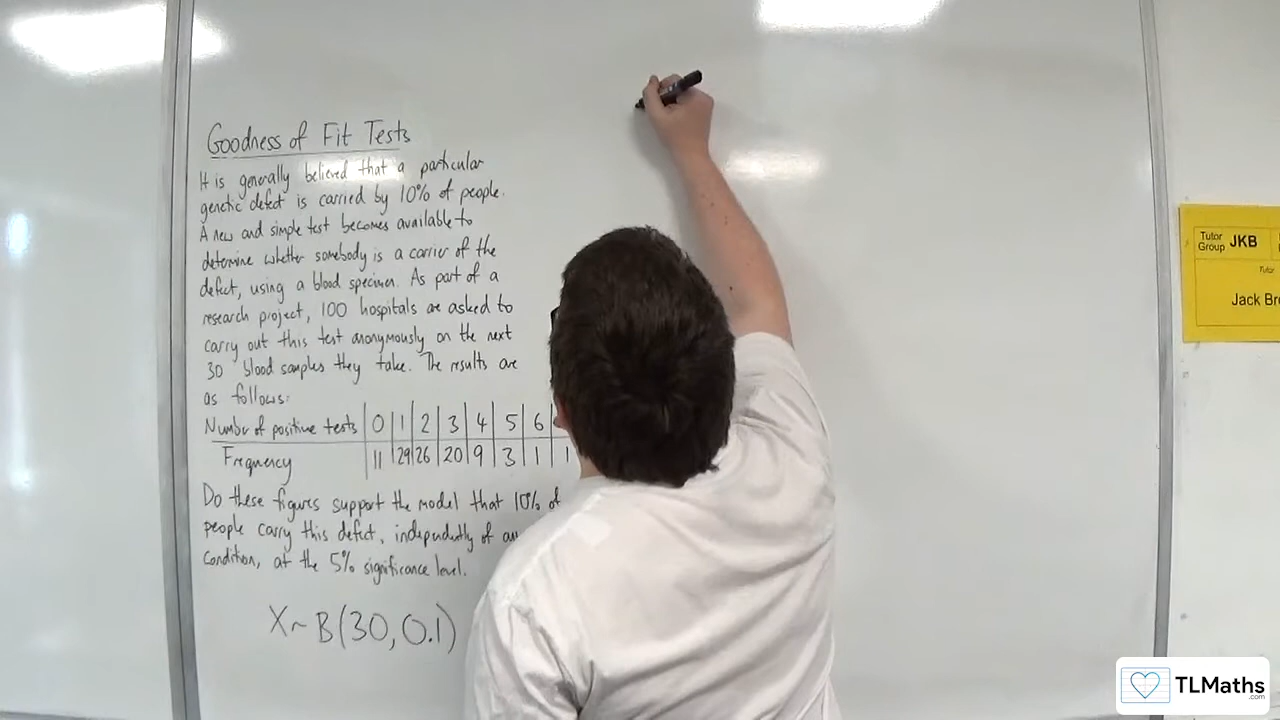 Goodness of Fit Tests
It is generally believed that a particular
genetic defect is carried by 10% of people.
A new and simple test becomes available to
determine whether somebody is a carrier of the
defect, using a blood specimen. As part of a
research project, 100 hospitals are asked to
carry out this test anonymously on the next
30 blood samples they take. The results are
as follows:
Number of positive tests 0 1 2 3 4 5 6
Frequency 11 29 26 20 9 3 1 1
Do these figures support the model that 10% of
people carry this defect, independently of
condition, at the 5% significance level.
X~B(30,0.1)
Tutor Group JKB
Tutor
Jack
TLMaths
.com